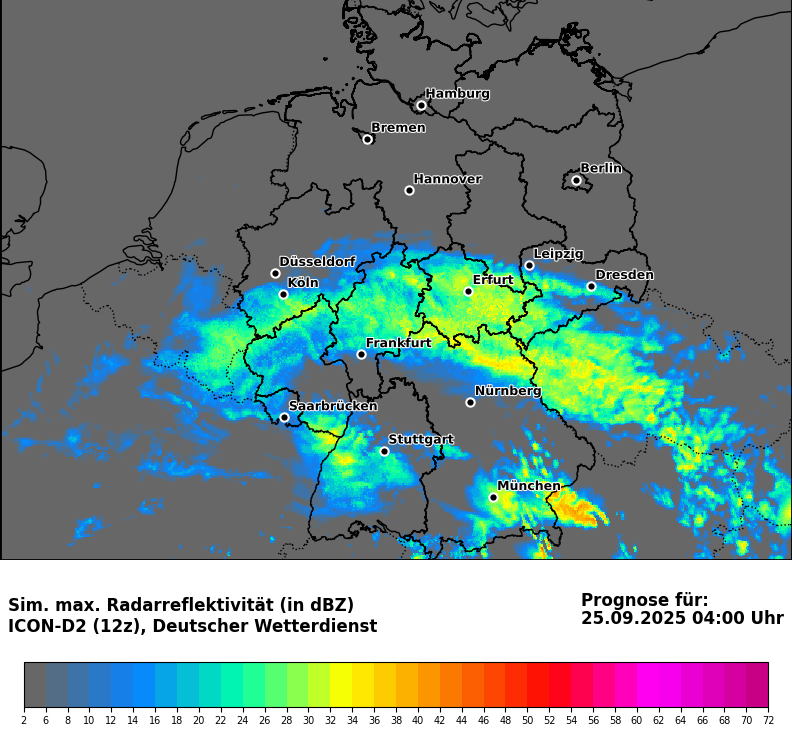 Hamburg
Bremen
Berlin
Hannover
Leipzig
Düsseldorf
Dresden
Köln
Erfurt
Frankfurt
Nürnberg
Saarbrücken
Stuttgart
München
Sim. max. Radarreflektivität (in dBZ)
ICON-D2 (12z), Deutscher Wetterdienst
Prognose für:
25.09.2025 04:00 Uhr
2 6 8 10 12 14 16 18 20 22 24 26 28 30 32 34 36 38 40 42 44 46 48 50 52 54 56 58 60 62 64 66 68 70 72